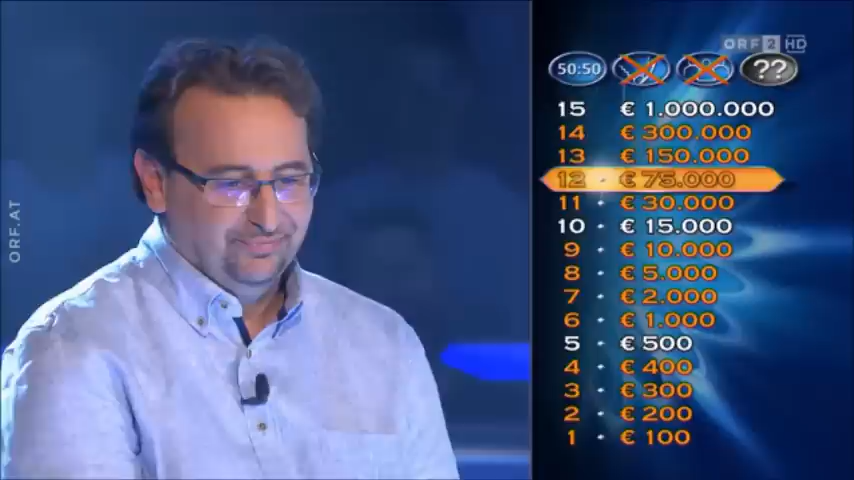 ORF 2 HD
50:50 ??
15 € 1.000.000
14 € 300.000
13 € 150.000
12 · € 75.000
11 · € 30.000
10 · € 15.000
9 · € 10.000
8 · € 5.000
7 · € 2.000
6 · € 1.000
5 · € 500
4 · € 400
3 · € 300
2 · € 200
1 · € 100
ORF.AT